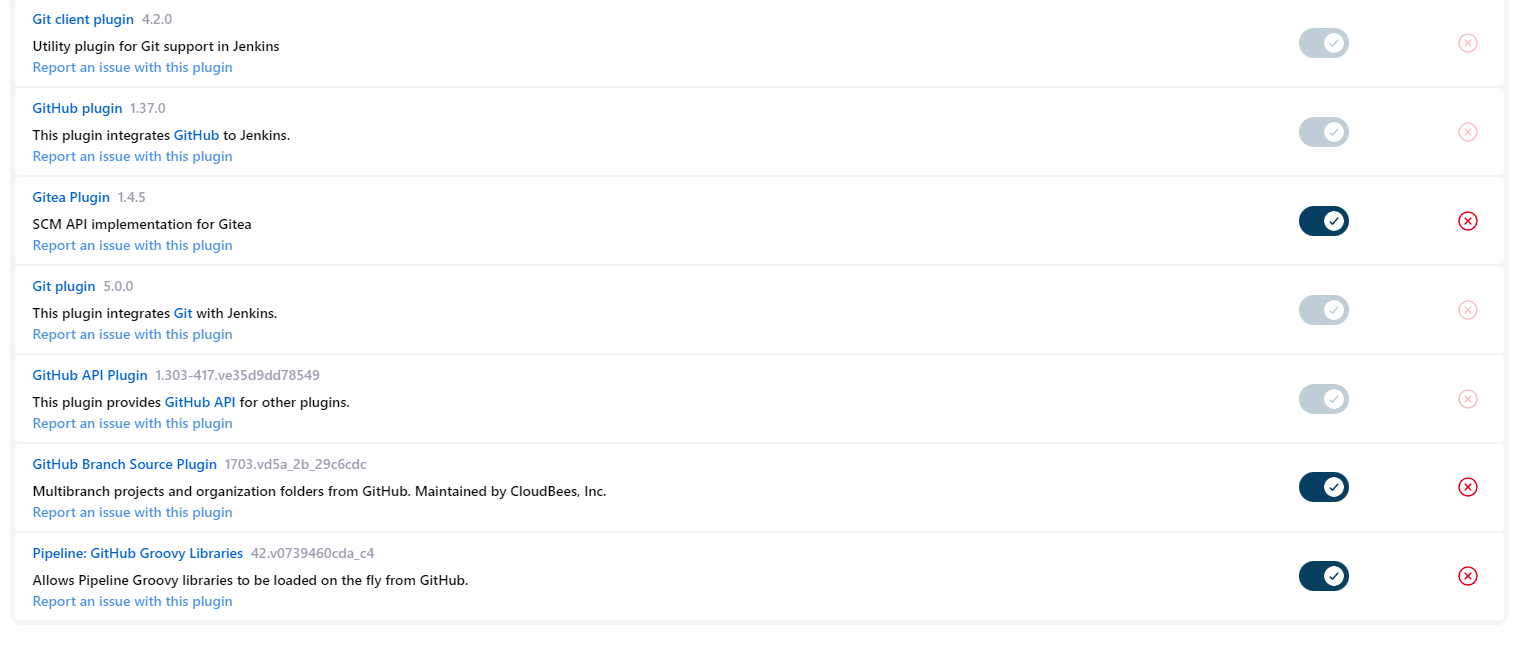 Git client plugin 4.2.0
Utility plugin for Git support in Jenkins
Report an issue with this plugin
GitHub plugin 1.37.0
This plugin integrates GitHub to Jenkins.
Report an issue with this plugin
Gitea Plugin 1.4.5
SCM API implementation for Gitea
Report an issue with this plugin
Git plugin 5.0.0
This plugin integrates Git with Jenkins.
Report an issue with this plugin
GitHub API Plugin 1.303-417.ve35d9dd78549
This plugin provides GitHub API for other plugins.
Report an issue with this plugin
GitHub Branch Source Plugin 1703.vd5a_2b_29c6cdc
Multibranch projects and organization folders from GitHub. Maintained by CloudBees, Inc.
Report an issue with this plugin
Pipeline: GitHub Groovy Libraries 42.v0739460cda_c4
Allows Pipeline Groovy libraries to be loaded on the fly from GitHub.
Report an issue with this plugin